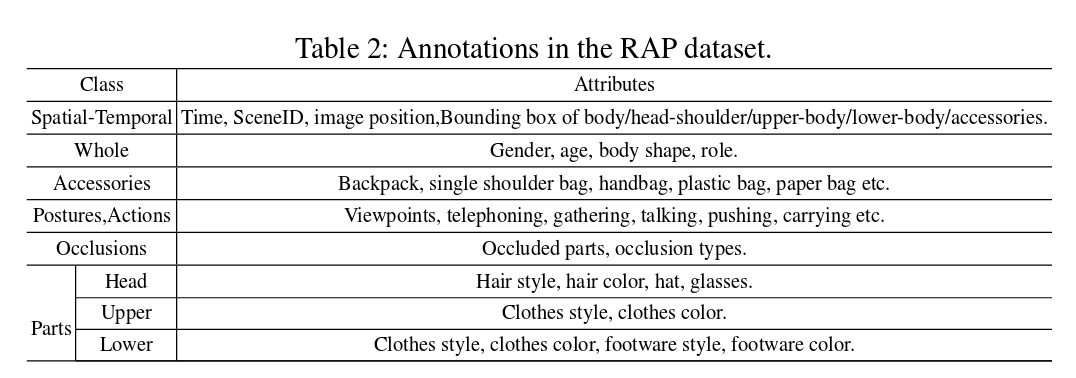 Table 2: Annotations in the RAP dataset.
Class Attributes
Spatial-Temporal Time, SceneID, image position,Bounding box of body/head-shoulder/upper-body/lower-body/accessories.
Whole Gender, age, body shape, role.
Accessories Backpack, single shoulder bag, handbag, plastic bag, paper bag etc.
Postures,Actions Viewpoints, telephoning, gathering, talking, pushing, carrying etc.
Occlusions Occluded parts, occlusion types.
Parts Head Hair style, hair color, hat, glasses.
Upper Clothes style, clothes color.
Lower Clothes style, clothes color, footware style, footware color.